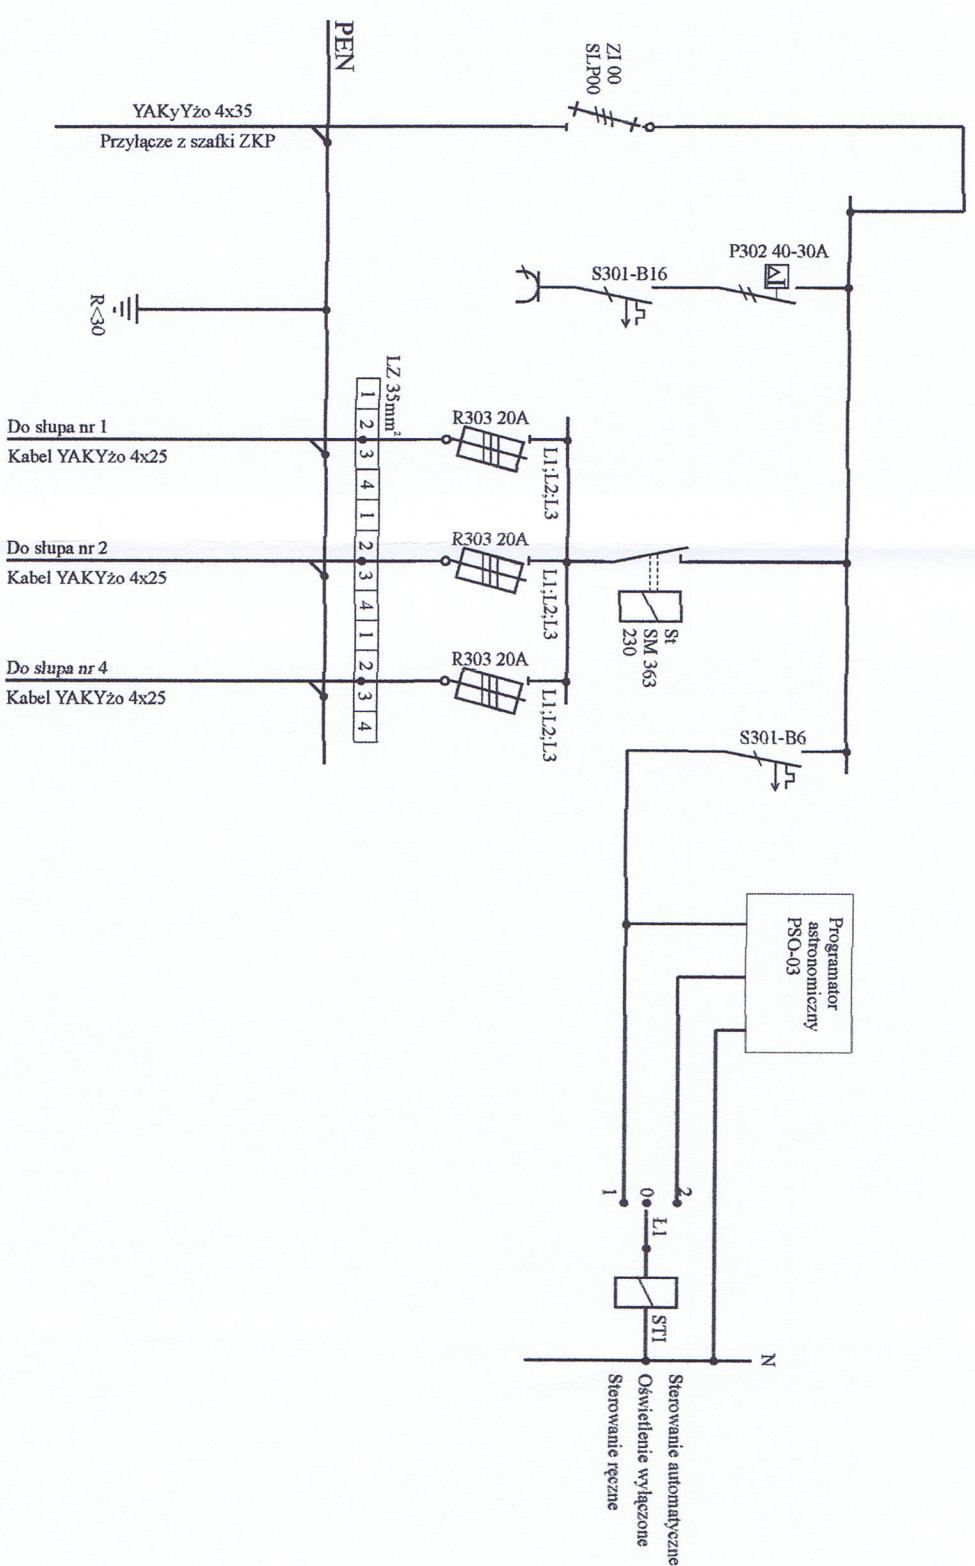 PEN
YAKyYżo 4x35
Przyłącze z szafki ZKP
ZI 00
SLP00
P302 40-30A
S301-B16
R<30
LZ 35mm²
1 2 3 4 1 2 3 4 1 2 3 4
R303 20A
L1;L2;L3
Do słupa nr 1
Kabel YAKYżo 4x25
R303 20A
L1;L2;L3
Do słupa nr 2
Kabel YAKYżo 4x25
R303 20A
L1;L2;L3
Do słupa nr 4
Kabel YAKYżo 4x25
St
SM 363
230
S301-B6
Programator
astronomiczny
PSO-03
2
0
1
Ł1
ST1
N
Sterowanie automatyczne
Oświetlenie wyłączone
Sterowanie ręczne